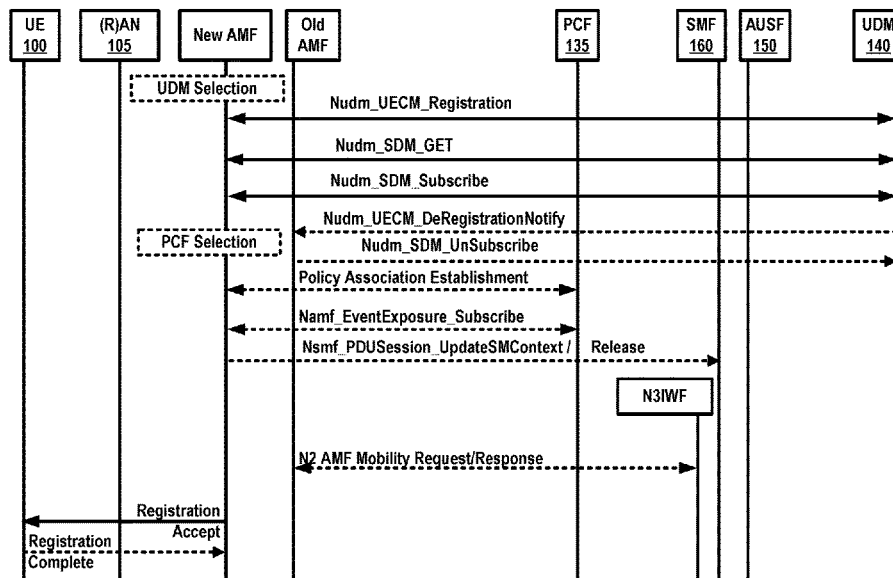 UE
100
(R)AN
105
New AMF
Old
AMF
PCF
135
SMF
160
AUSF
150
UDM
140
UDM Selection
Nudm_UECM_Registration
Nudm_SDM_GET
Nudm_SDM_Subscribe
Nudm_UECM_DeRegistrationNotify
PCF Selection
Nudm_SDM_UnSubscribe
Policy Association Establishment
Namf_EventExposure_Subscribe
Nsmf_PDUSession_UpdateSMContext / Release
N3IWF
N2 AMF Mobility Request/Response
Registration
Accept
Registration
Complete